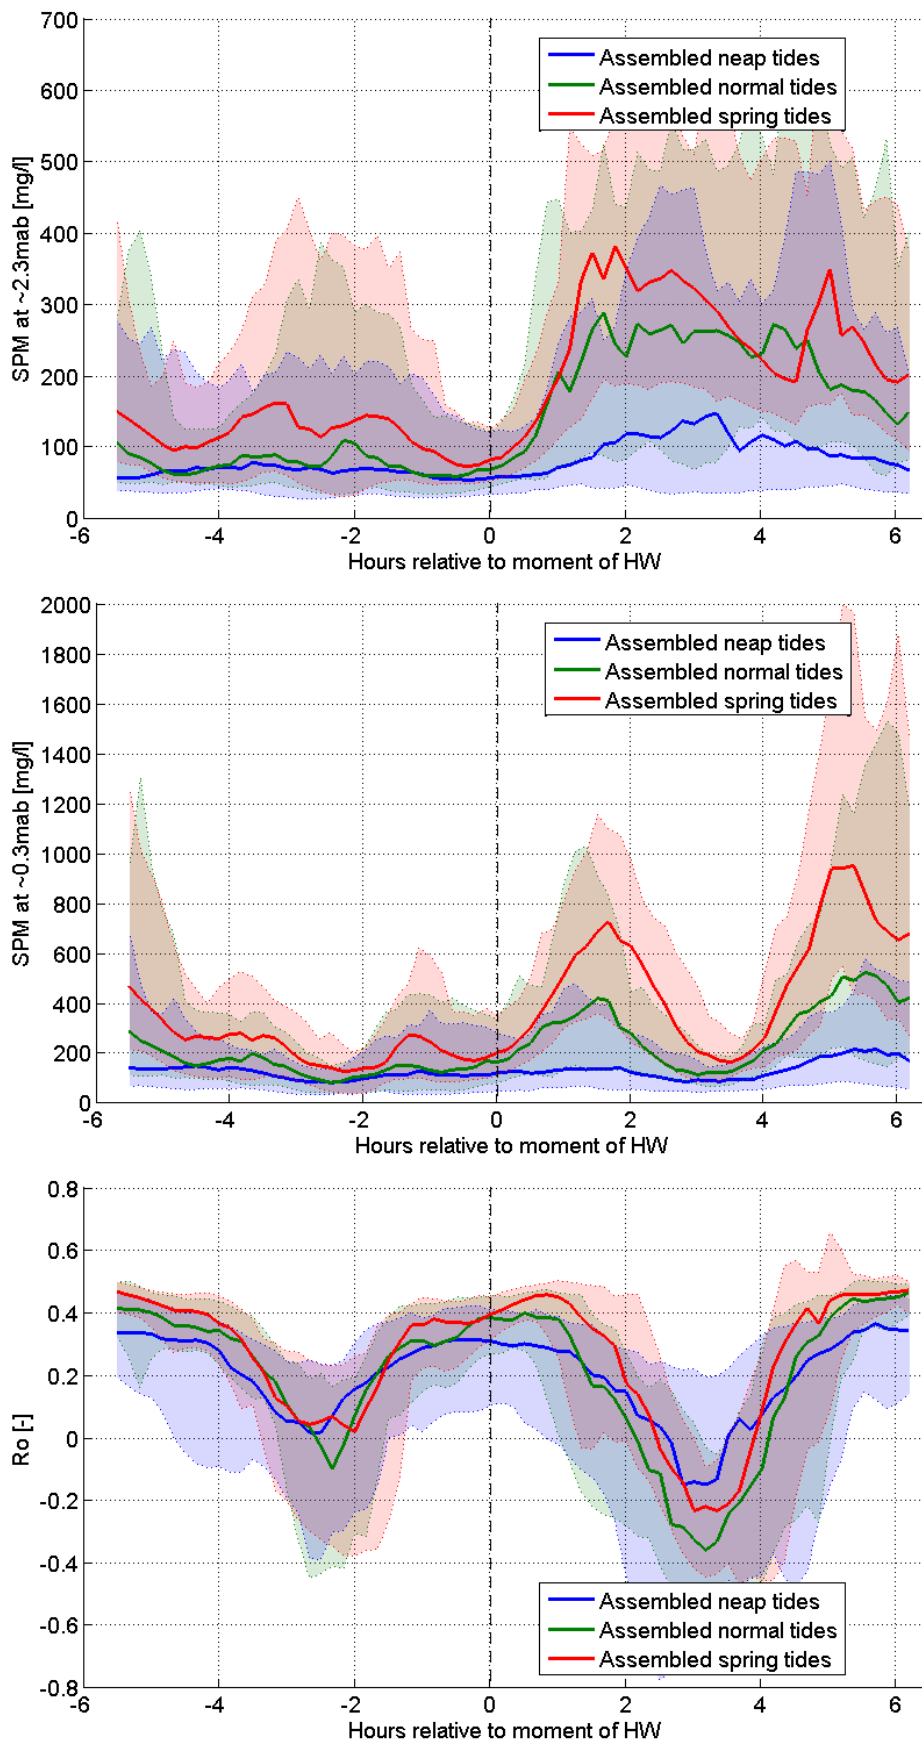 700
600
500
400
300
200
100
0
SPM at ~2.3mab [mg/l]
Assembled neap tides
Assembled normal tides
Assembled spring tides
-6 -4 -2 0 2 4 6
Hours relative to moment of HW
2000
1800
1600
1400
1200
1000
800
600
400
200
0
SPM at ~0.3mab [mg/l]
Assembled neap tides
Assembled normal tides
Assembled spring tides
-6 -4 -2 0 2 4 6
Hours relative to moment of HW
0.8
0.6
0.4
0.2
0
-0.2
-0.4
-0.6
-0.8
Ro [-]
Assembled neap tides
Assembled normal tides
Assembled spring tides
-6 -4 -2 0 2 4 6
Hours relative to moment of HW